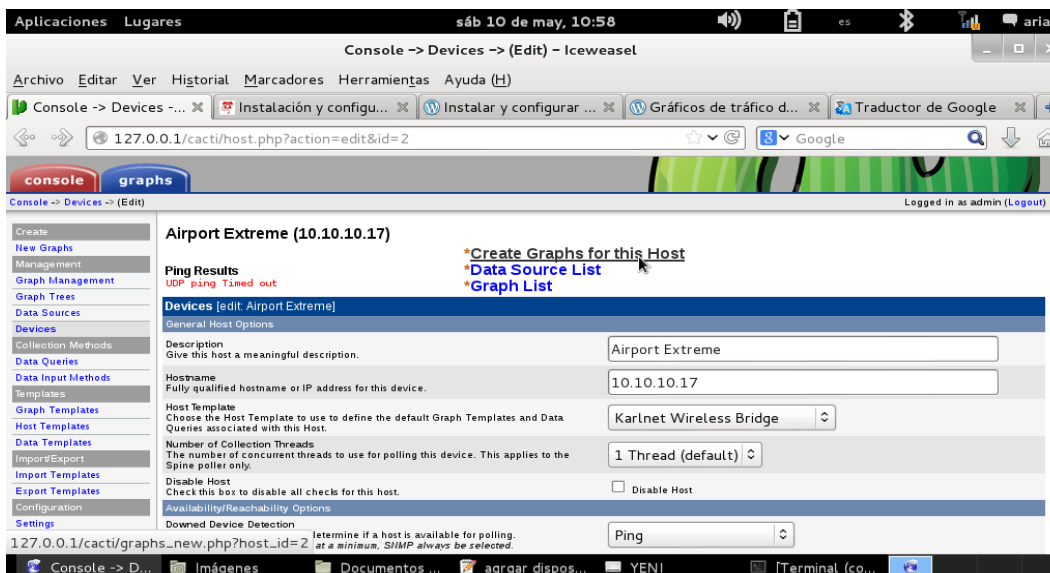 Aplicaciones Lugares sáb 10 de may, 10:58 es aria
Console -> Devices -> (Edit) - Iceweasel
Archivo Editar Ver Historial Marcadores Herramientas Ayuda (H)
Console -> Devices -... Instalación y configu... Instalar y configurar ... Gráficos de tráfico d... Traductor de Google
127.0.0.1/cacti/host.php?action=edit&id=2 Google
console graphs
Console -> Devices -> (Edit) Logged in as admin (Logout)
Create
New Graphs
Management
Graph Management
Graph Trees
Data Sources
Devices
Collection Methods
Data Queries
Data Input Methods
Templates
Graph Templates
Host Templates
Data Templates
Import/Export
Import Templates
Export Templates
Configuration
Settings
Airport Extreme (10.10.10.17)
Ping Results
UDP ping Timed out
*Create Graphs for this Host
*Data Source List
*Graph List
Devices [edit: Airport Extreme]
General Host Options
Description
Give this host a meaningful description.
Airport Extreme
Hostname
Fully qualified hostname or IP address for this device.
10.10.10.17
Host Template
Choose the Host Template to use to define the default Graph Templates and Data
Queries associated with this Host.
Karlnet Wireless Bridge
Number of Collection Threads
The number of concurrent threads to use for polling this device. This applies to the
Spine poller only.
1 Thread (default)
Disable Host
Check this box to disable all checks for this host.
Disable Host
Availability/Reachability Options
Downed Device Detection
determine if a host is available for polling.
at a minimum, SNMP always be selected.
Ping
127.0.0.1/cacti/graphs_new.php?host_id=2
Console -> D... Imágenes Documentos ... agrgar dispos... YENI [Terminal (co...